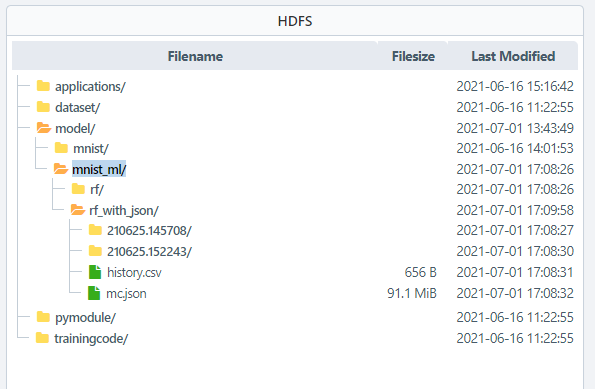 HDFS
Filename Filesize Last Modified
applications/ 2021-06-16 15:16:42
dataset/ 2021-06-16 11:22:55
model/ 2021-07-01 13:43:49
mnist/ 2021-06-16 14:01:53
mnist_ml/ 2021-07-01 17:08:26
rf/ 2021-07-01 17:08:26
rf_with_json/ 2021-07-01 17:09:58
210625.145708/ 2021-07-01 17:08:27
210625.152243/ 2021-07-01 17:08:30
history.csv 656 B 2021-07-01 17:08:31
mc.json 91.1 MiB 2021-07-01 17:08:32
pymodule/ 2021-06-16 11:22:55
trainingcode/ 2021-06-16 11:22:55